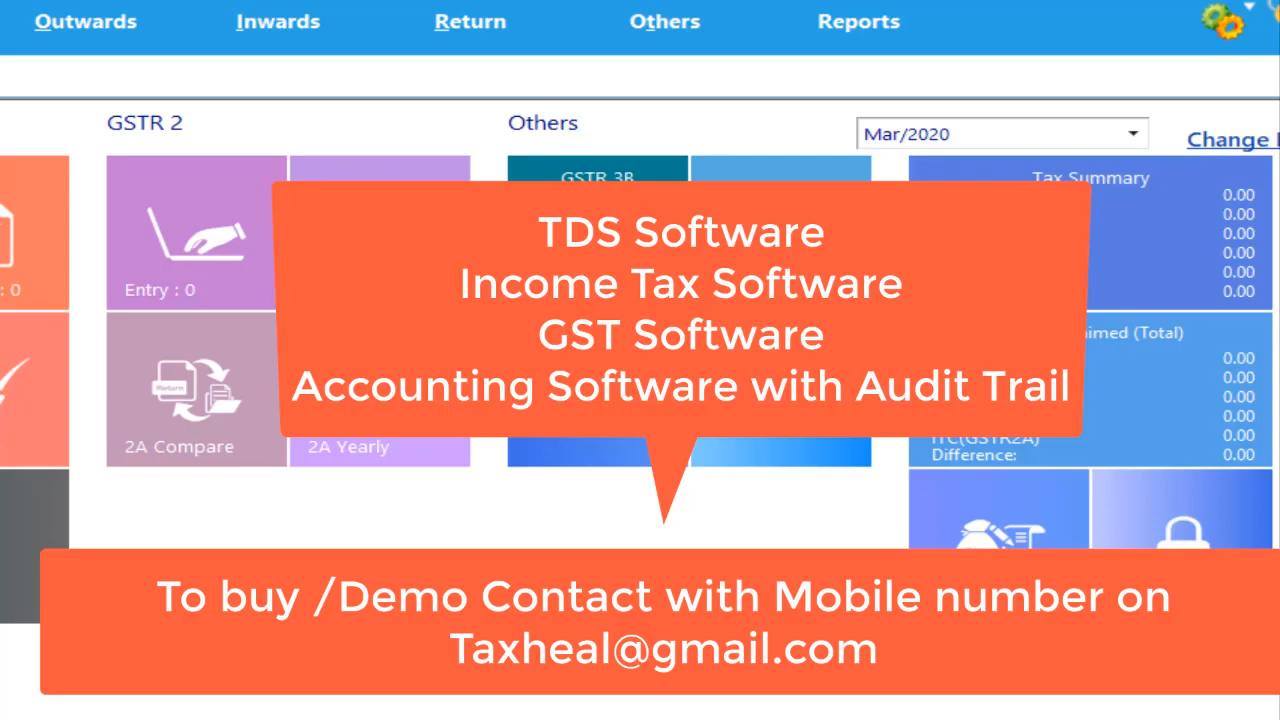 Outwards Inwards Return Others Reports
GSTR 2 Others Mar/2020 Change
GSTR 3B Tax Summary
0.00
0.00
0.00
0.00
0.00
0.00
: 0 Entry : 0
TDS Software
Income Tax Software
GST Software
Accounting Software with Audit Trail
imed (Total)
0.00
0.00
0.00
0.00
ITC(GSTR2A) 0.00
Difference: 0.00
Return
2A Compare 2A Yearly
To buy /Demo Contact with Mobile number on
Taxheal@gmail.com